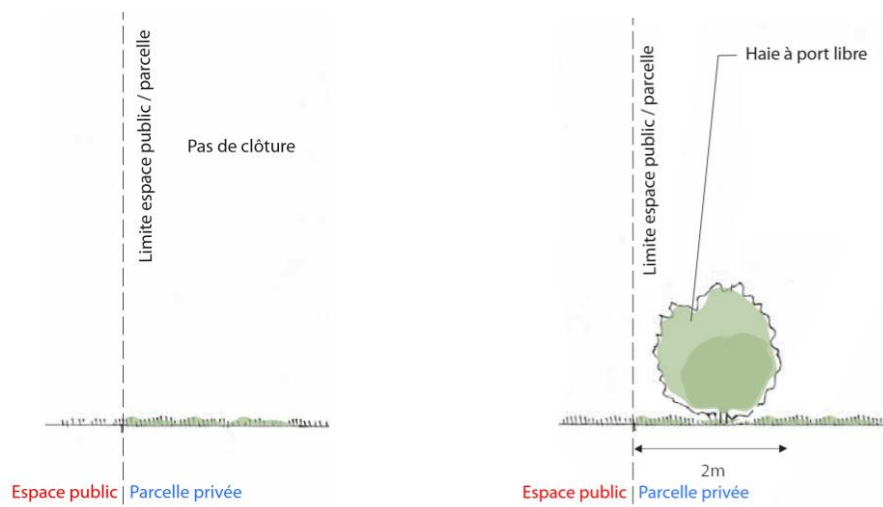 Limite espace public / parcelle
Pas de clôture
Espace public | Parcelle privée
Limite espace public / parcelle
Haie à port libre
2m
Espace public | Parcelle privée